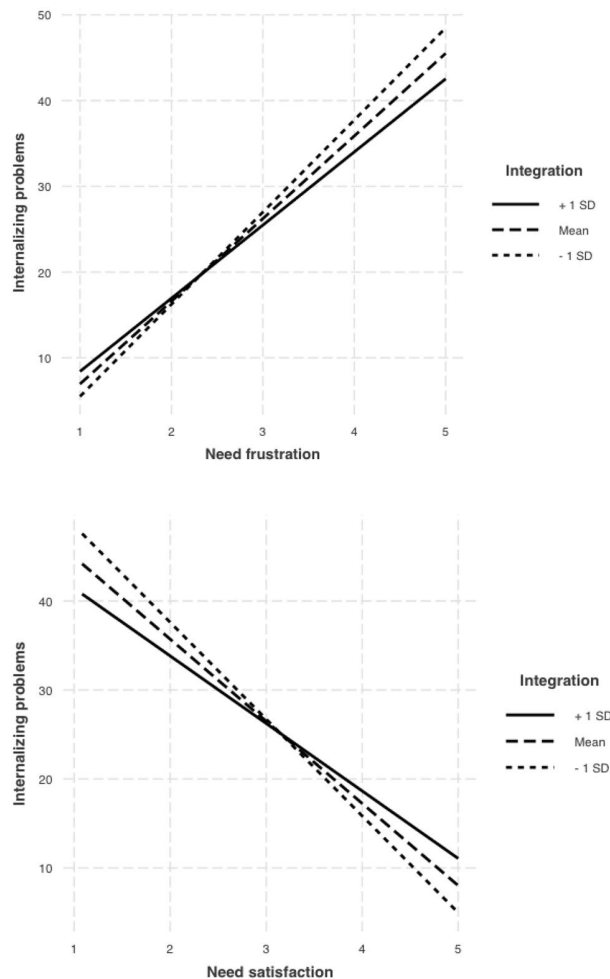 50
40
30
20
10
Internalizing problems
1 2 3 4 5
Need frustration
Integration
+ 1 SD
Mean
- 1 SD
40
30
20
10
Internalizing problems
1 2 3 4 5
Need satisfaction
Integration
+ 1 SD
Mean
- 1 SD